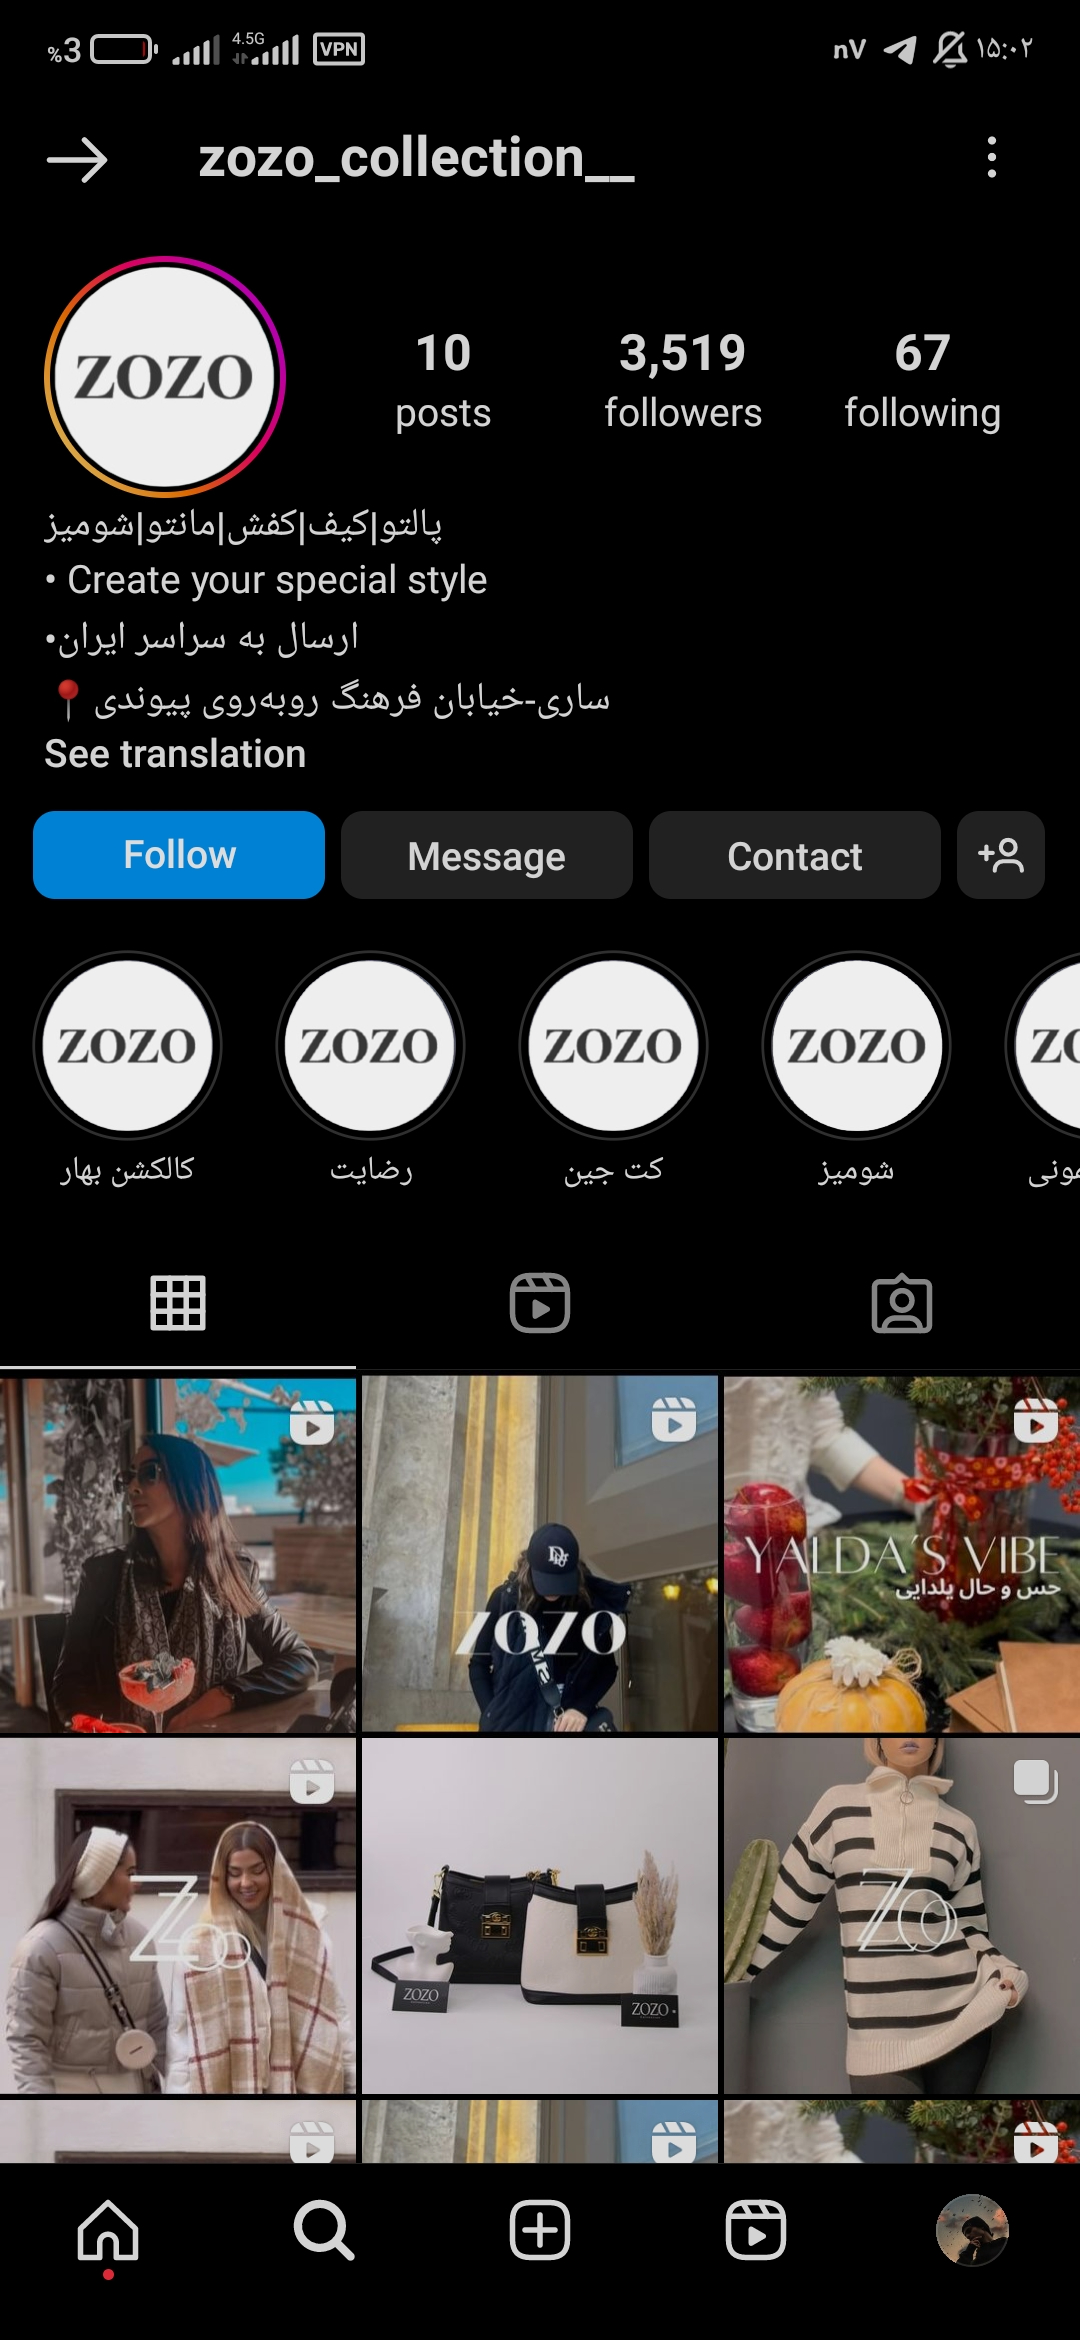 %3 4.5G VPN nV ۱۵:۰۲
zozo_collection__
ZOZO
10 3,519 67
posts followers following
پالتو|کیف|کفش|مانتو|شومیز
• Create your special style
•ارسال به سراسر ایران
📍ساری-خیابان فرهنگ روبه‌روی پیوندی
See translation
Follow Message Contact
ZOZO ZOZO ZOZO ZOZO
کالکشن بهار رضایت کت جین شومیز
ZOZO
YALDA'S VIBE
حس و حال یلدایی
Zoo
ZOZO
ZOZO
Zo